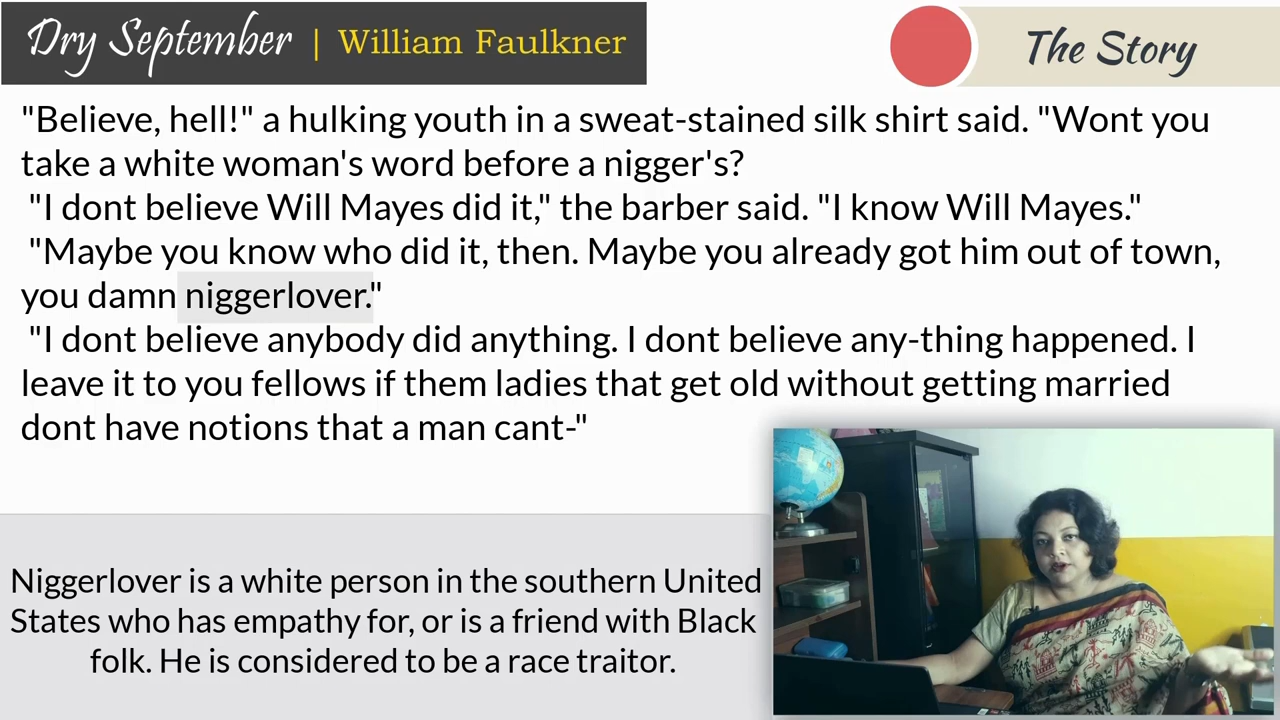 Dry September | William Faulkner
The Story
"Believe, hell!" a hulking youth in a sweat-stained silk shirt said. "Wont you
take a white woman's word before a nigger's?
"I dont believe Will Mayes did it," the barber said. "I know Will Mayes."
"Maybe you know who did it, then. Maybe you already got him out of town,
you damn niggerlover."
"I dont believe anybody did anything. I dont believe any-thing happened. I
leave it to you fellows if them ladies that get old without getting married
dont have notions that a man cant-"
Niggerlover is a white person in the southern United
States who has empathy for, or is a friend with Black
folk. He is considered to be a race traitor.